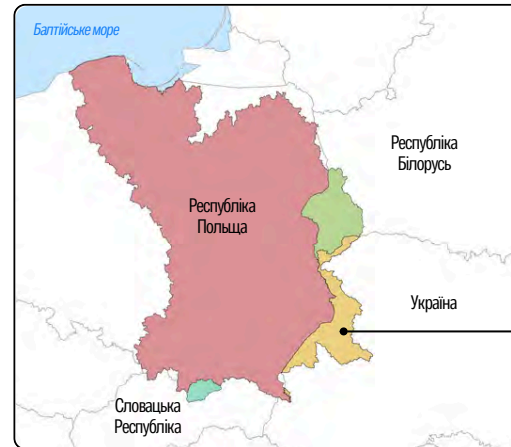 Балтійське море
Республіка
Білорусь
Республіка
Польща
Україна
Словацька
Республіка